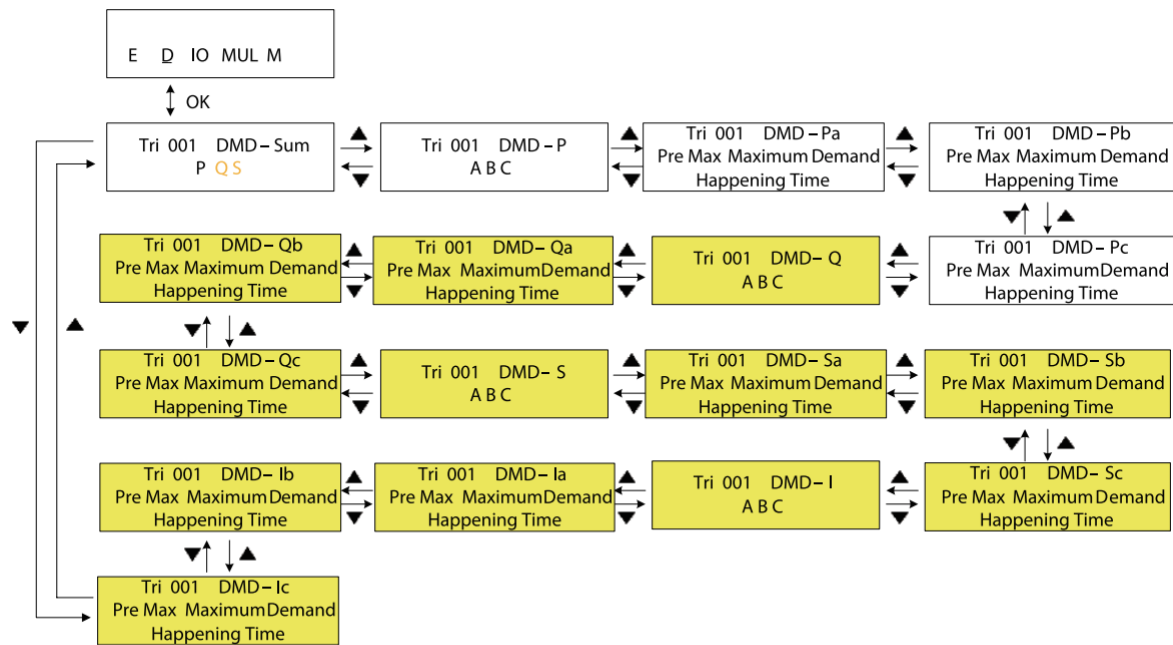 E D IO MUL M
OK
Tri 001 DMD-Sum
P Q S
Tri 001 DMD-P
A B C
Tri 001 DMD-Pa
Pre Max Maximum Demand
Happening Time
Tri 001 DMD-Pb
Pre Max Maximum Demand
Happening Time
Tri 001 DMD-Qb
Pre Max Maximum Demand
Happening Time
Tri 001 DMD-Qa
Pre Max MaximumDemand
Happening Time
Tri 001 DMD-Q
A B C
Tri 001 DMD-Pc
Pre Max MaximumDemand
Happening Time
Tri 001 DMD-Qc
Pre Max Maximum Demand
Happening Time
Tri 001 DMD-S
A B C
Tri 001 DMD-Sa
Pre Max MaximumDemand
Happening Time
Tri 001 DMD-Sb
Pre Max Maximum Demand
Happening Time
Tri 001 DMD-Ib
Pre Max Maximum Demand
Happening Time
Tri 001 DMD-Ia
Pre Max MaximumDemand
Happening Time
Tri 001 DMD-I
A B C
Tri 001 DMD-Sc
Pre Max MaximumDemand
Happening Time
Tri 001 DMD-Ic
Pre Max MaximumDemand
Happening Time